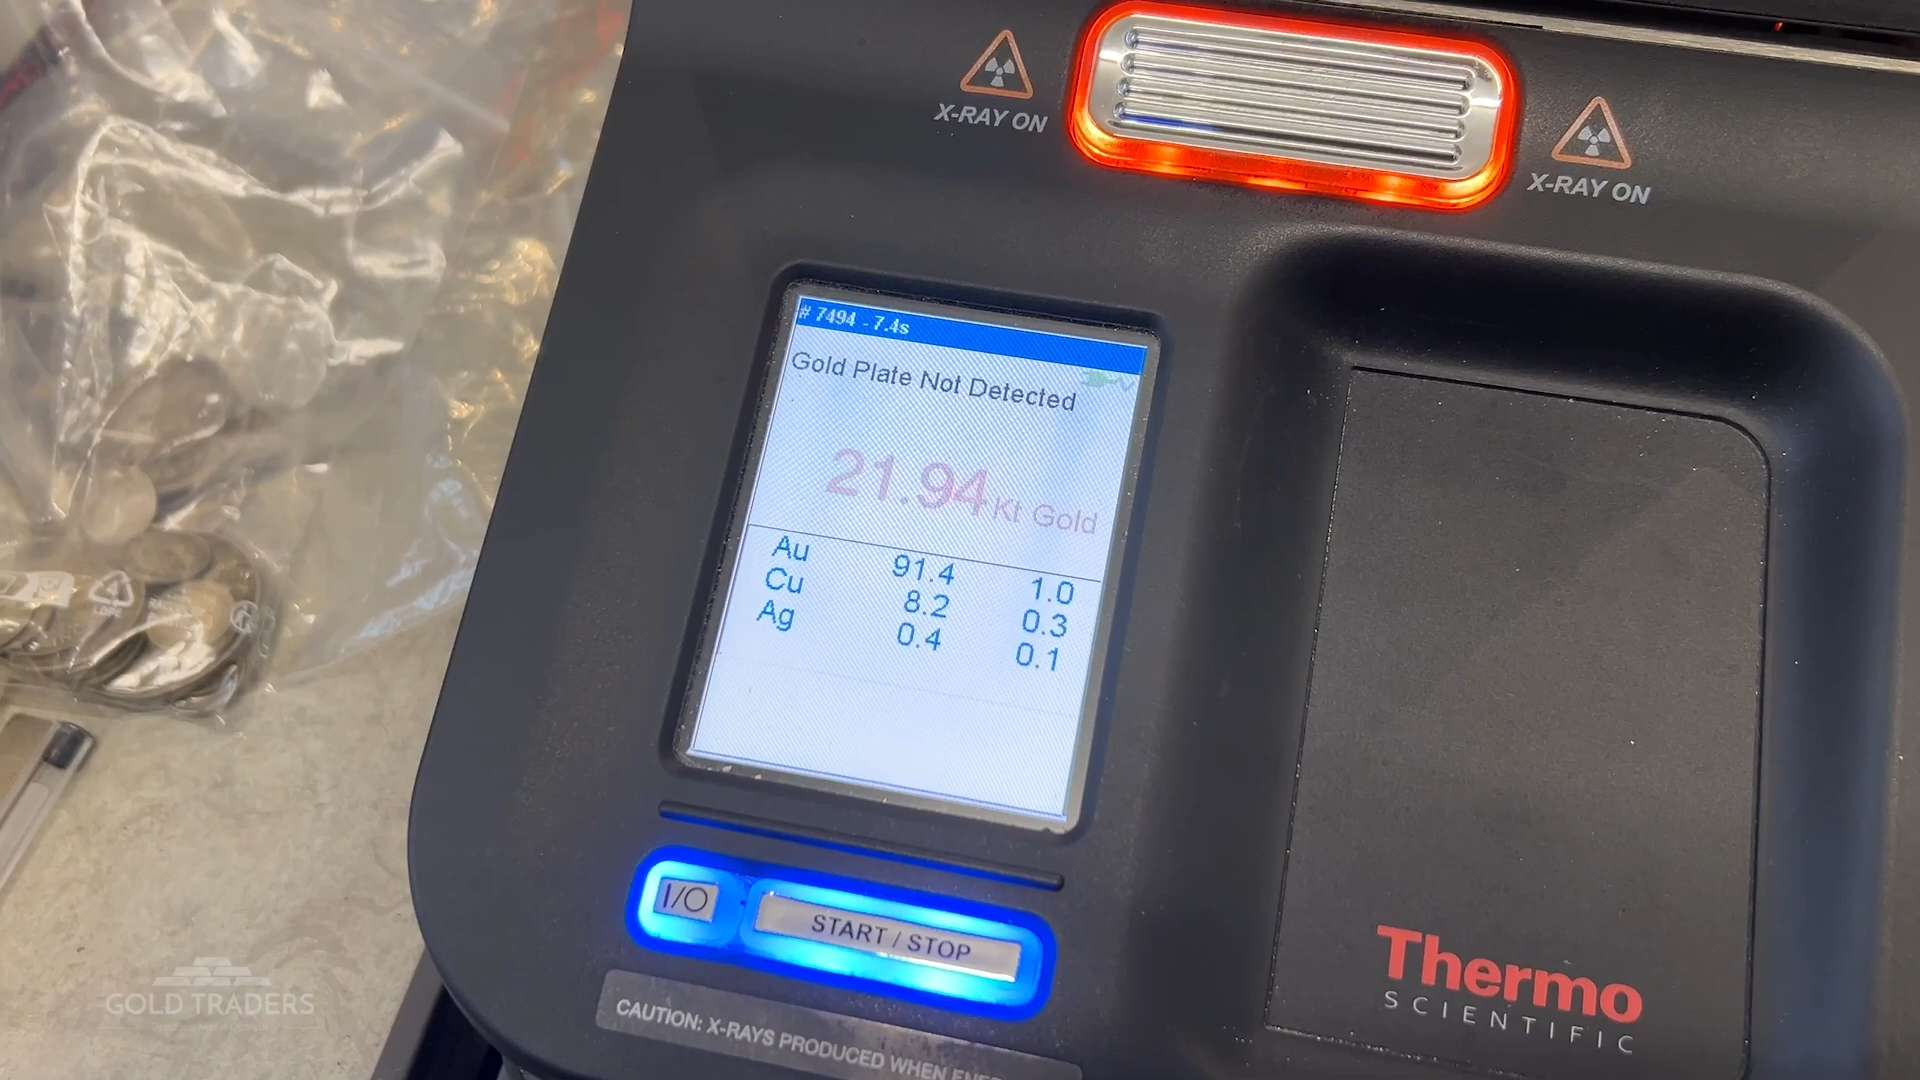 X-RAY ON
X-RAY ON
# 7494 - 7.4s
Gold Plate Not Detected
21.94 Kt Gold
Au 91.4 1.0
Cu 8.2 0.3
Ag 0.4 0.1
I/O
START / STOP
CAUTION: X-RAYS PRODUCED WHEN
Thermo
SCIENTIFIC
LDPE
GOLD TRADERS